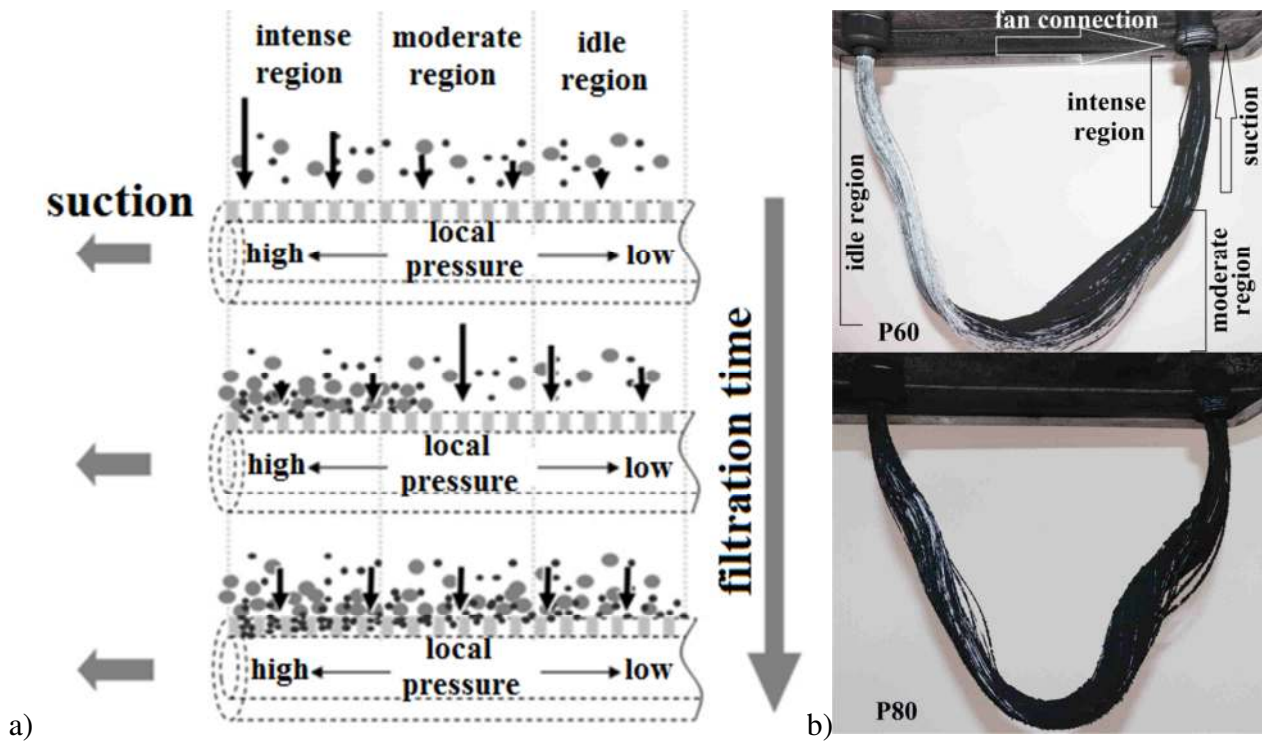 intense
region
moderate
region
idle
region
suction
high
local
pressure
low
high
local
pressure
low
high
local
pressure
low
filtration time
a)
fan connection
intense
region
suction
idle region
moderate
region
P60
P80
b)